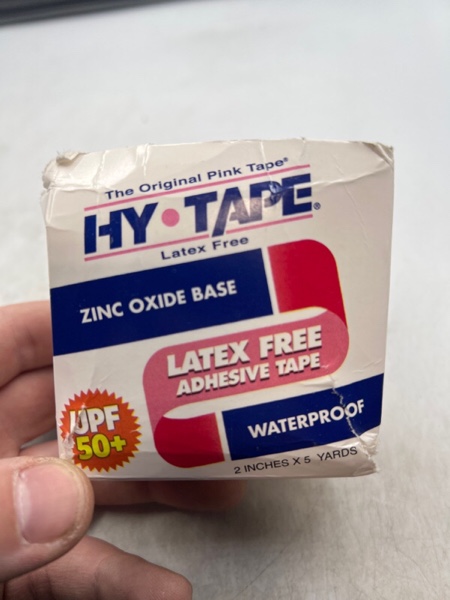 The Original Pink Tape®
HY•TAPE®
Latex Free
ZINC OXIDE BASE
LATEX FREE
ADHESIVE TAPE
UPF
50+
WATERPROOF
2 INCHES X 5 YARDS